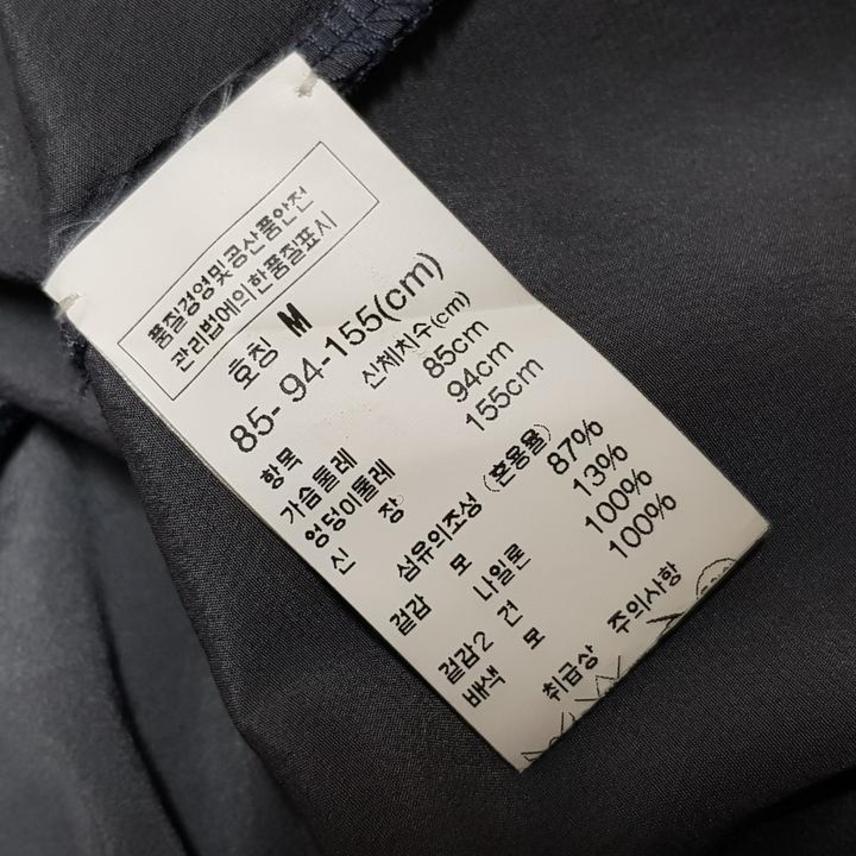 품질경영및공산품안전
관리법에의한품질표시
호칭 M
85-94-155(cm)
항목 신체치수(cm)
가슴둘레 85cm
엉덩이둘레 94cm
신 장 155cm
섬유의조성 (혼용율)
겉감 모 87%
나일론 13%
겉감2 견 100%
배색 모 100%
취급상 주의사항